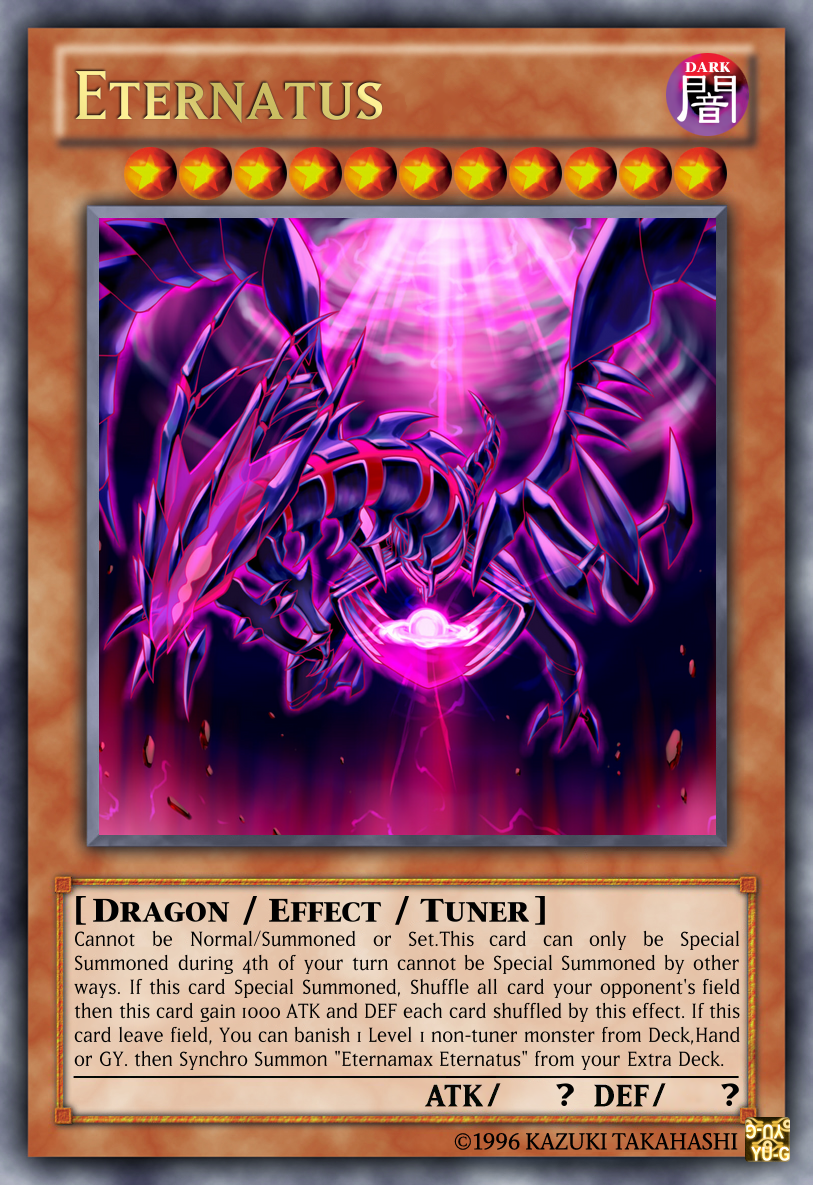 Eternatus
DARK
闇
[ Dragon / Effect / Tuner ]
Cannot be Normal/Summoned or Set.This card can only be Special
Summoned during 4th of your turn cannot be Special Summoned by other
ways. If this card Special Summoned, Shuffle all card your opponent's field
then this card gain 1000 ATK and DEF each card shuffled by this effect. If this
card leave field, You can banish 1 Level 1 non-tuner monster from Deck,Hand
or GY. then Synchro Summon "Eternamax Eternatus" from your Extra Deck.
ATK/ ? DEF/ ?
©1996 KAZUKI TAKAHASHI